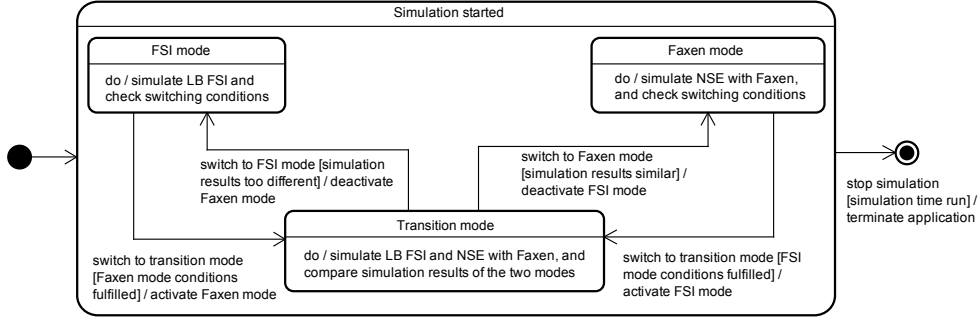 Simulation started
FSI mode
do / simulate LB FSI and
check switching conditions
Faxen mode
do / simulate NSE with Faxen,
and check switching conditions
switch to FSI mode [simulation
results too different] / deactivate
Faxen mode
switch to Faxen mode
[simulation results similar] /
deactivate FSI mode
stop simulation
[simulation time run] /
terminate application
Transition mode
do / simulate LB FSI and NSE with Faxen, and
compare simulation results of the two modes
switch to transition mode
[Faxen mode conditions
fulfilled] / activate Faxen mode
switch to transition mode [FSI
mode conditions fulfilled] /
activate FSI mode